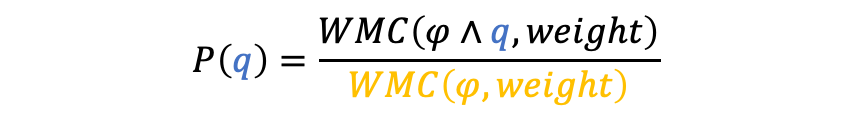 P(q) = WMC(φ ∧ q, weight)
WMC(φ, weight)